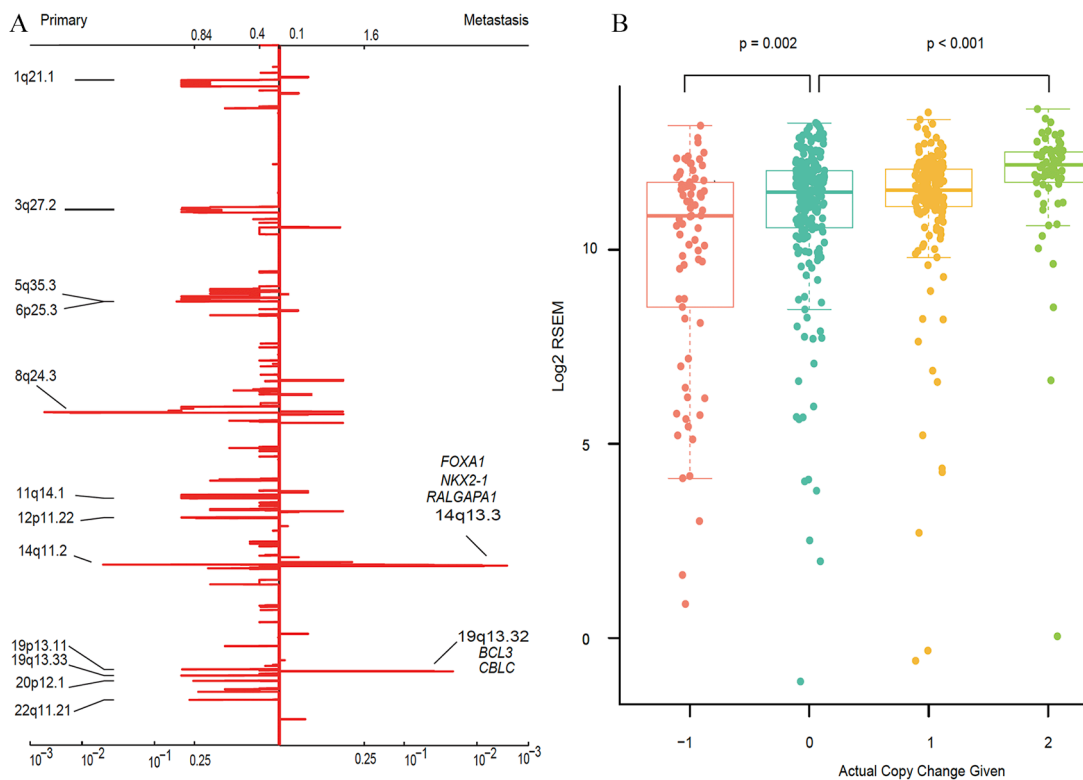 A
Primary
Metastasis
0.84
0.4
0.1
1.6
1q21.1
3q27.2
5q35.3
6p25.3
8q24.3
FOXA1
NKX2-1
RALGAPA1
14q13.3
11q14.1
12p11.22
14q11.2
19p13.11
19q13.33
20p12.1
22q11.21
19q13.32
BCL3
CBLC
10⁻³
10⁻²
10⁻¹
0.25
0.25
10⁻¹
10⁻²
10⁻³
B
p = 0.002
p < 0.001
Log2 RSEM
10
5
0
−1
0
1
2
Actual Copy Change Given